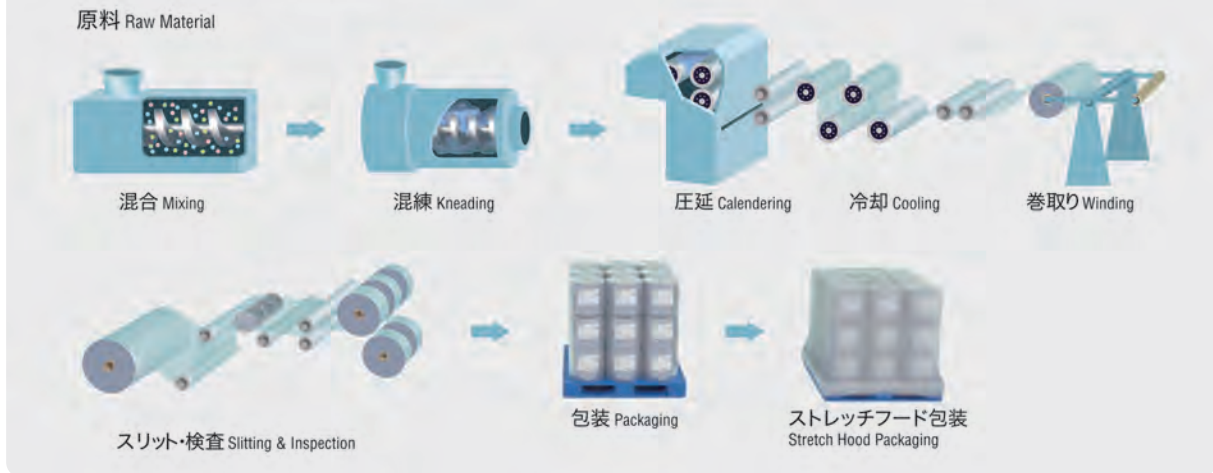 原料 Raw Material
混合 Mixing
混練 Kneading
圧延 Calendering
冷却 Cooling
巻取り Winding
スリット・検査 Slitting & Inspection
包装 Packaging
ストレッチフード包装
Stretch Hood Packaging